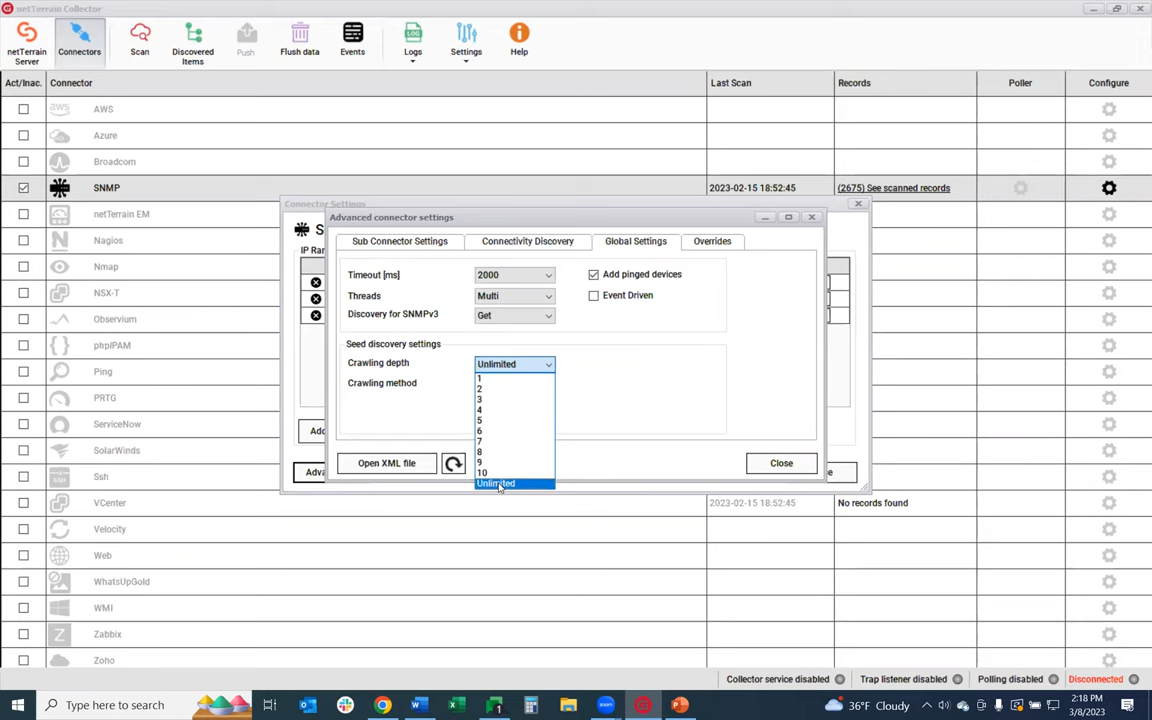 netTerrain Collector
netTerrain Server
Connectors
Scan
Discovered Items
Push
Flush data
Events
Logs
Settings
Help
Act/Inac.
Connector
Last Scan
Records
Poller
Configure
aws AWS
Azure
Broadcom
SNMP 2023-02-15 18:52:45 (2675) See scanned records
netTerrain EM
Nagios
Nmap
NSX-T
Observium
phpIPAM
Ping
PRTG
ServiceNow
SolarWinds
Ssh
VCenter 2023-02-15 18:52:45 No records found
Velocity
Web
WhatsUpGold
WMI
Z Zabbix
Zoho
Connector Settings
IP Ran
Advanced connector settings
Sub Connector Settings
Connectivity Discovery
Global Settings
Overrides
Timeout [ms] 2000
Add pinged devices
Threads Multi
Event Driven
Discovery for SNMPv3 Get
Seed discovery settings
Crawling depth Unlimited
Crawling method
1
2
3
4
5
6
7
8
9
10
Unlimited
Open XML file
Close
Collector service disabled
Trap listener disabled
Polling disabled
Disconnected
Type here to search
36°F Cloudy
2:18 PM
3/8/2023